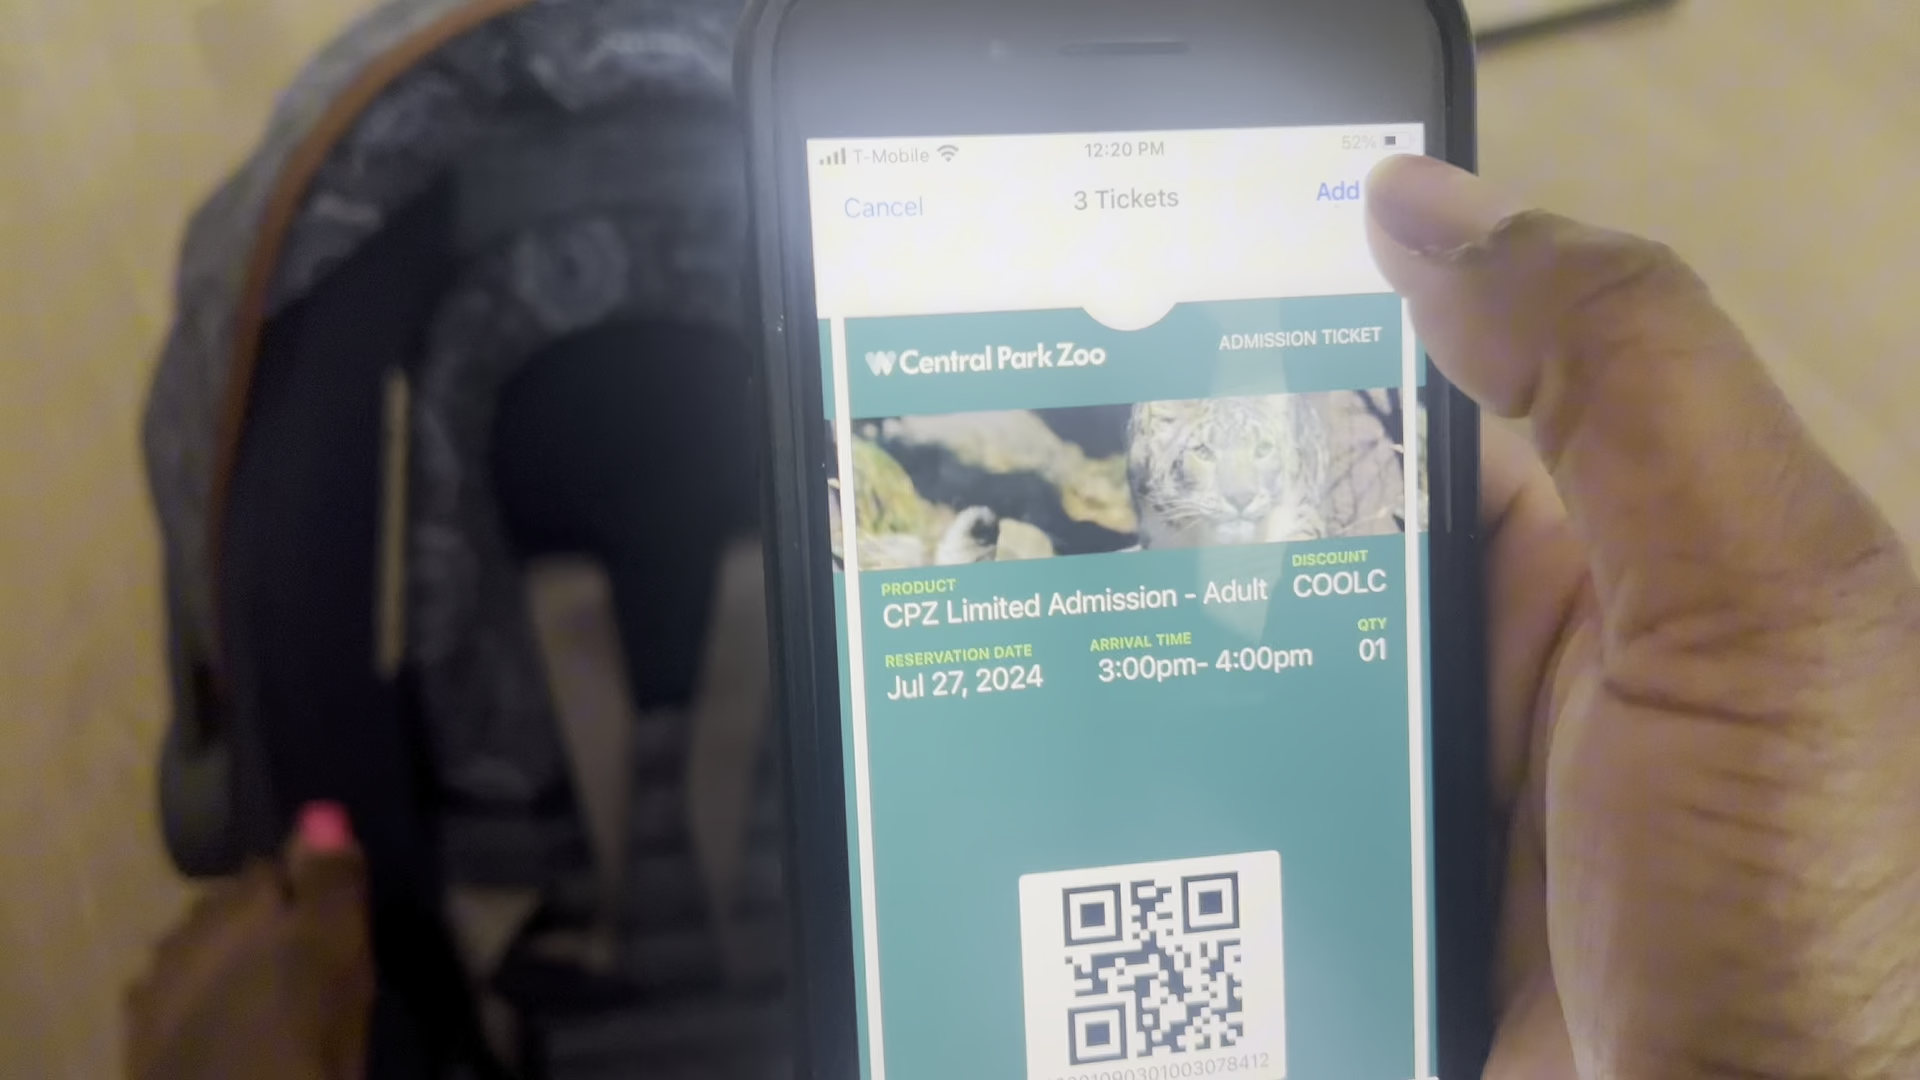 T-Mobile 12:20 PM 52%
Cancel 3 Tickets Add
Central Park Zoo ADMISSION TICKET
PRODUCT DISCOUNT
CPZ Limited Admission - Adult COOLC
RESERVATION DATE ARRIVAL TIME QTY
Jul 27, 2024 3:00pm- 4:00pm 01